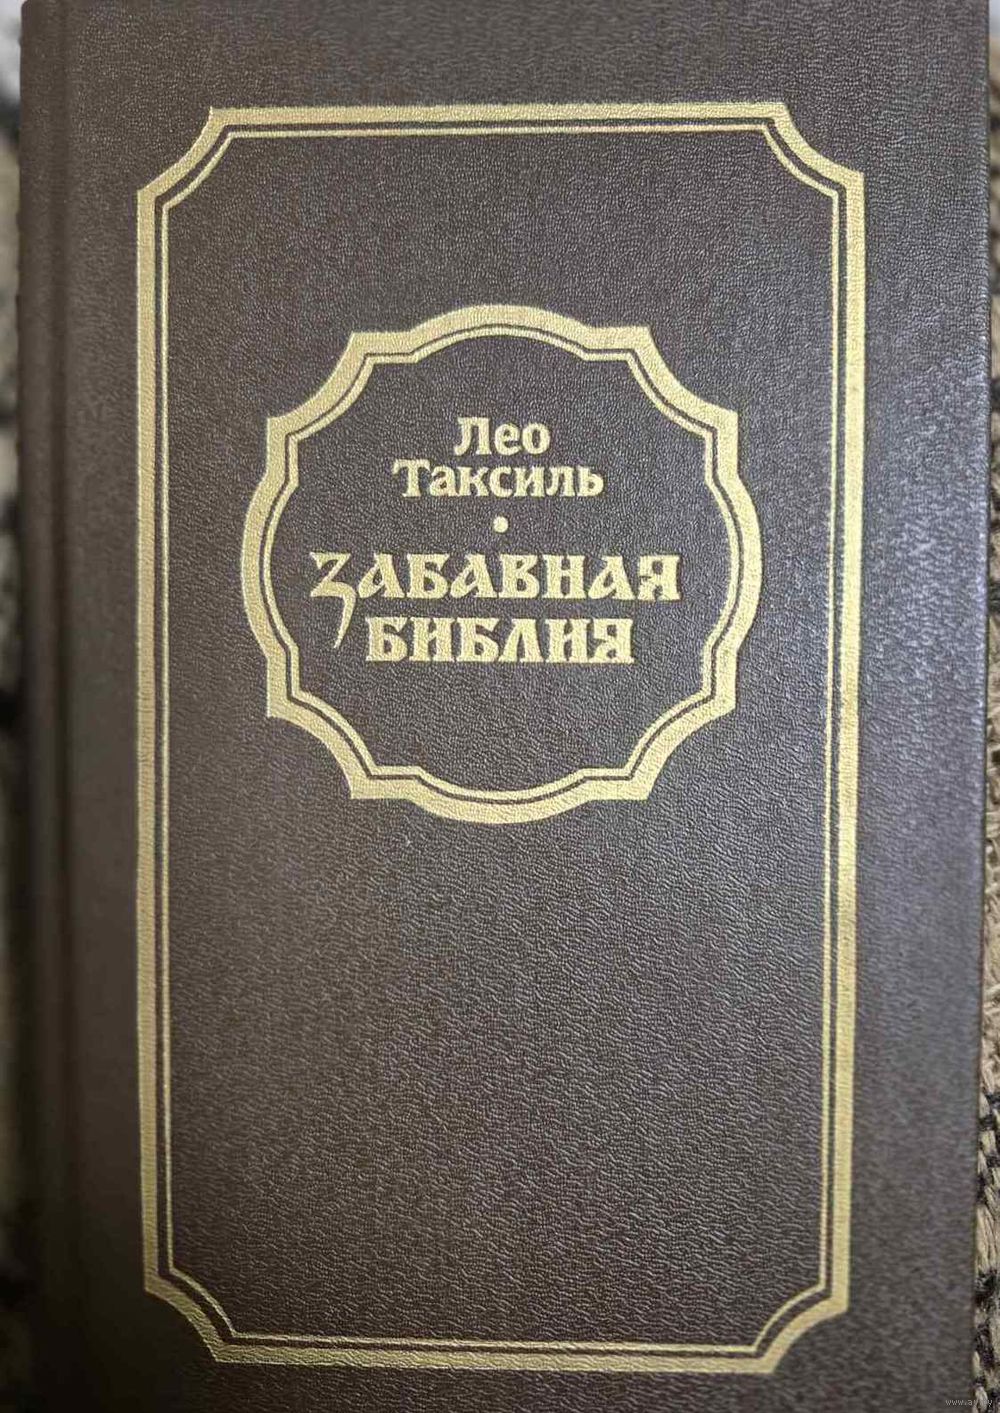 Лео
Таксиль
•
ЗАБАВНАЯ
БИБЛИЯ